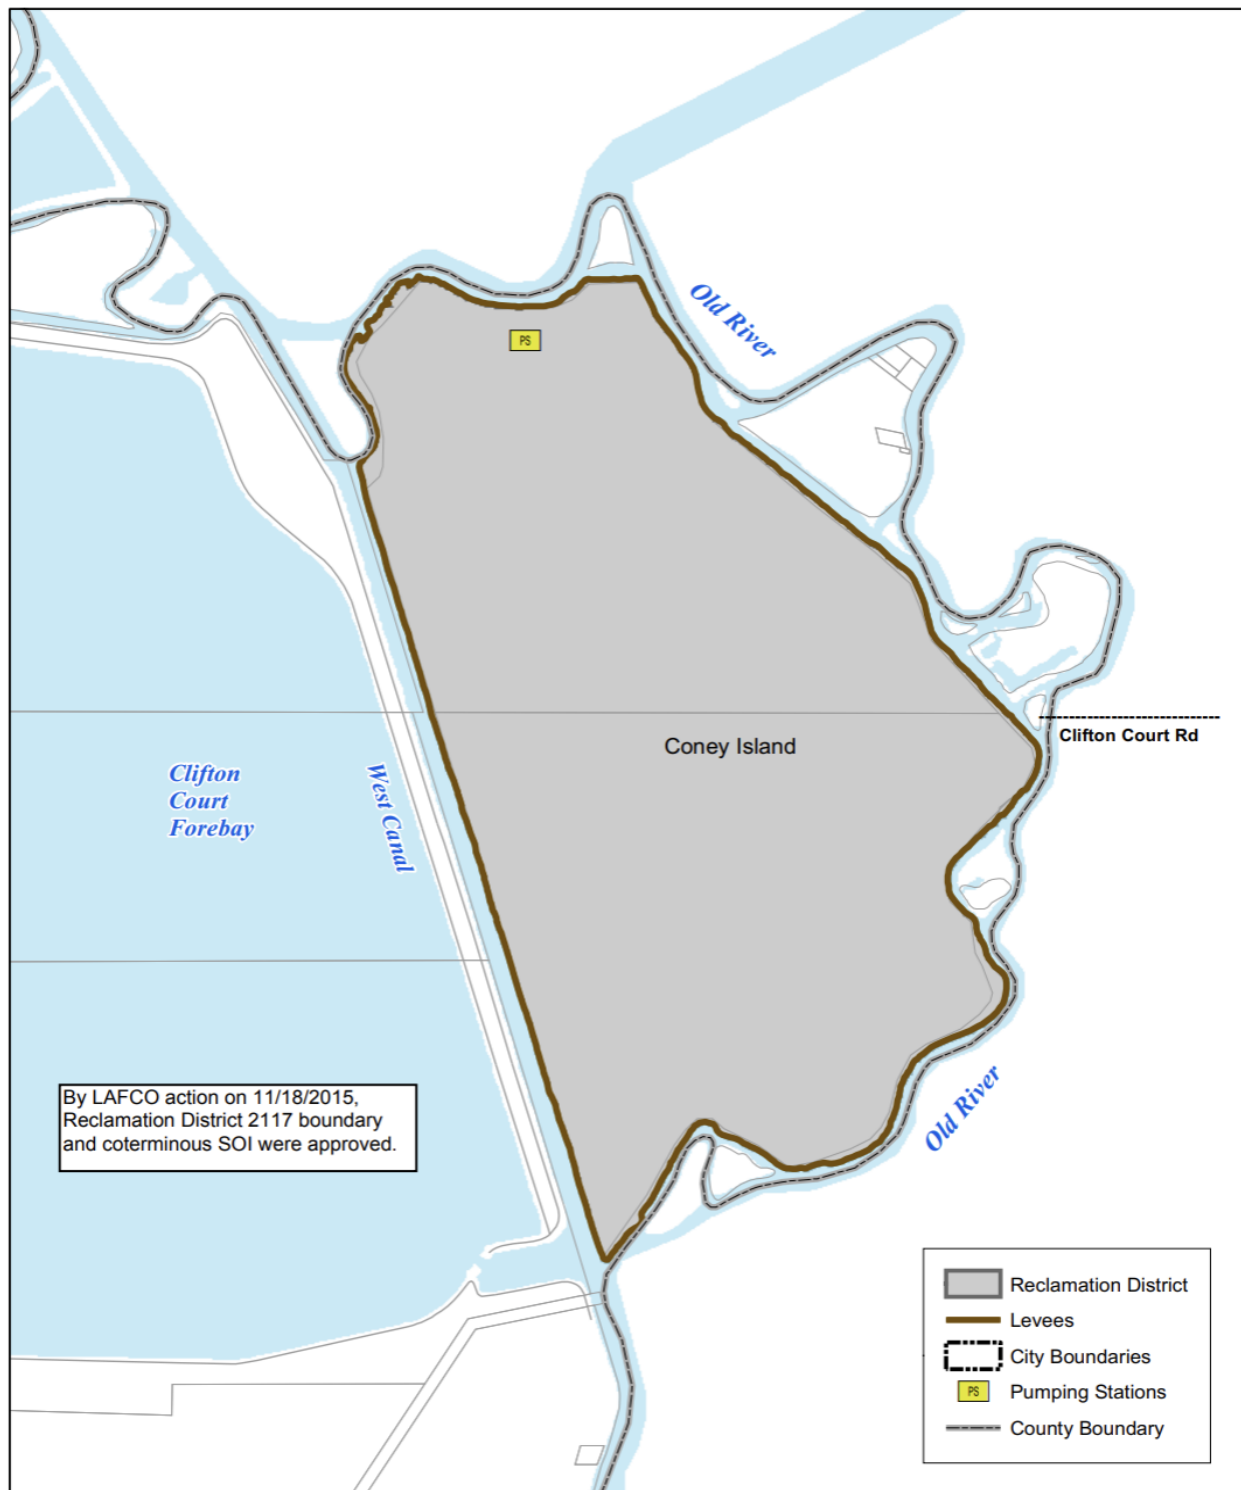 Old River
PS
Coney Island
Clifton Court Rd
Clifton
Court
Forebay
West Canal
Old River
By LAFCO action on 11/18/2015,
Reclamation District 2117 boundary
and coterminous SOI were approved.
Reclamation District
Levees
City Boundaries
PS
Pumping Stations
County Boundary